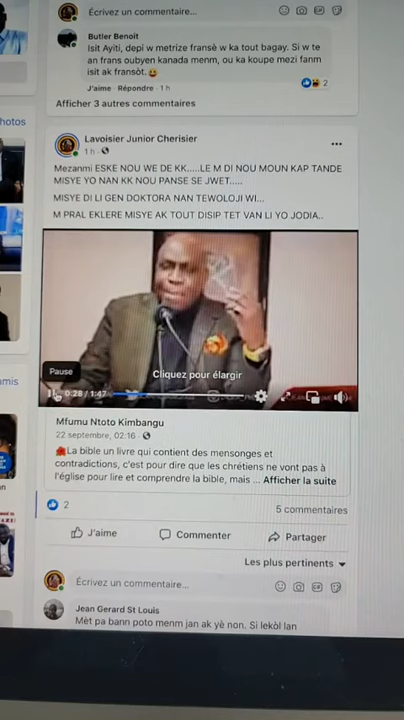 Écrivez un commentaire...
Butler Benoit
Isit Ayiti, depi w metrize fransè w ka tout bagay. Si w te
an frans oubyen kanada menm, ou ka koupe mezi fanm
isit ak fransòt.
2
J'aime · Répondre · 1 h
Afficher 3 autres commentaires
hotos
Lavoisier Junior Cherisier
1 h ·
Mezanmi ESKE NOU WE DE KK.....LE M DI NOU MOUN KAP TANDE
MISYE YO NAN KK NOU PANSE SE JWET.....
MISYE DI LI GEN DOKTORA NAN TEWOLOJI WI...
M PRAL EKLERE MISYE AK TOUT DISIP TET VAN LI YO JODIA..
Pause
Cliquez pour élargir
0:28 / 1:47
amis
Mfumu Ntoto Kimbangu
22 septembre, 02:16 ·
La bible un livre qui contient des mensonges et
contradictions, c'est pour dire que les chrétiens ne vont pas à
l'église pour lire et comprendre la bible, mais ... Afficher la suite
2
5 commentaires
J'aime
Commenter
Partager
Les plus pertinents
Écrivez un commentaire...
Jean Gerard St Louis
Mèt pa bann poto menm jan ak yè non. Si lekòl lan